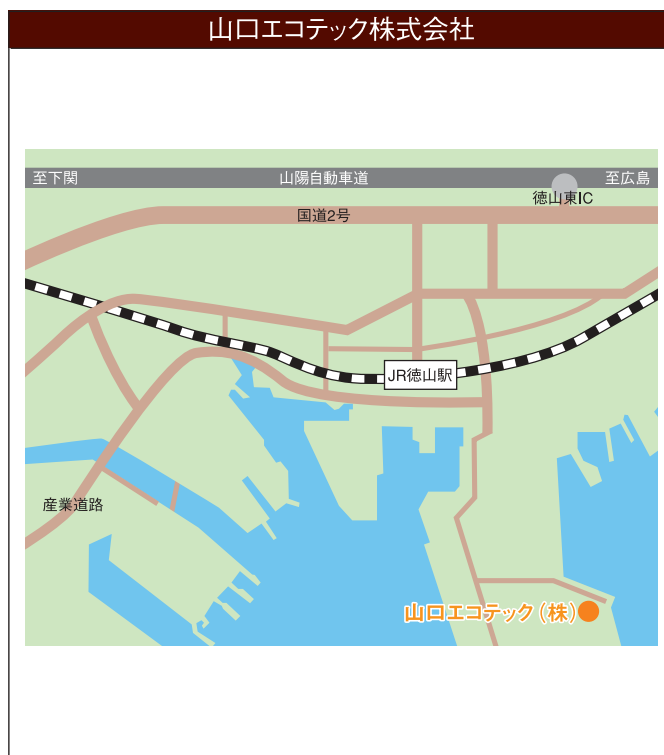 山口エコテック株式会社
至下関
山陽自動車道
至広島
徳山東IC
国道2号
JR徳山駅
産業道路
山口エコテック(株)